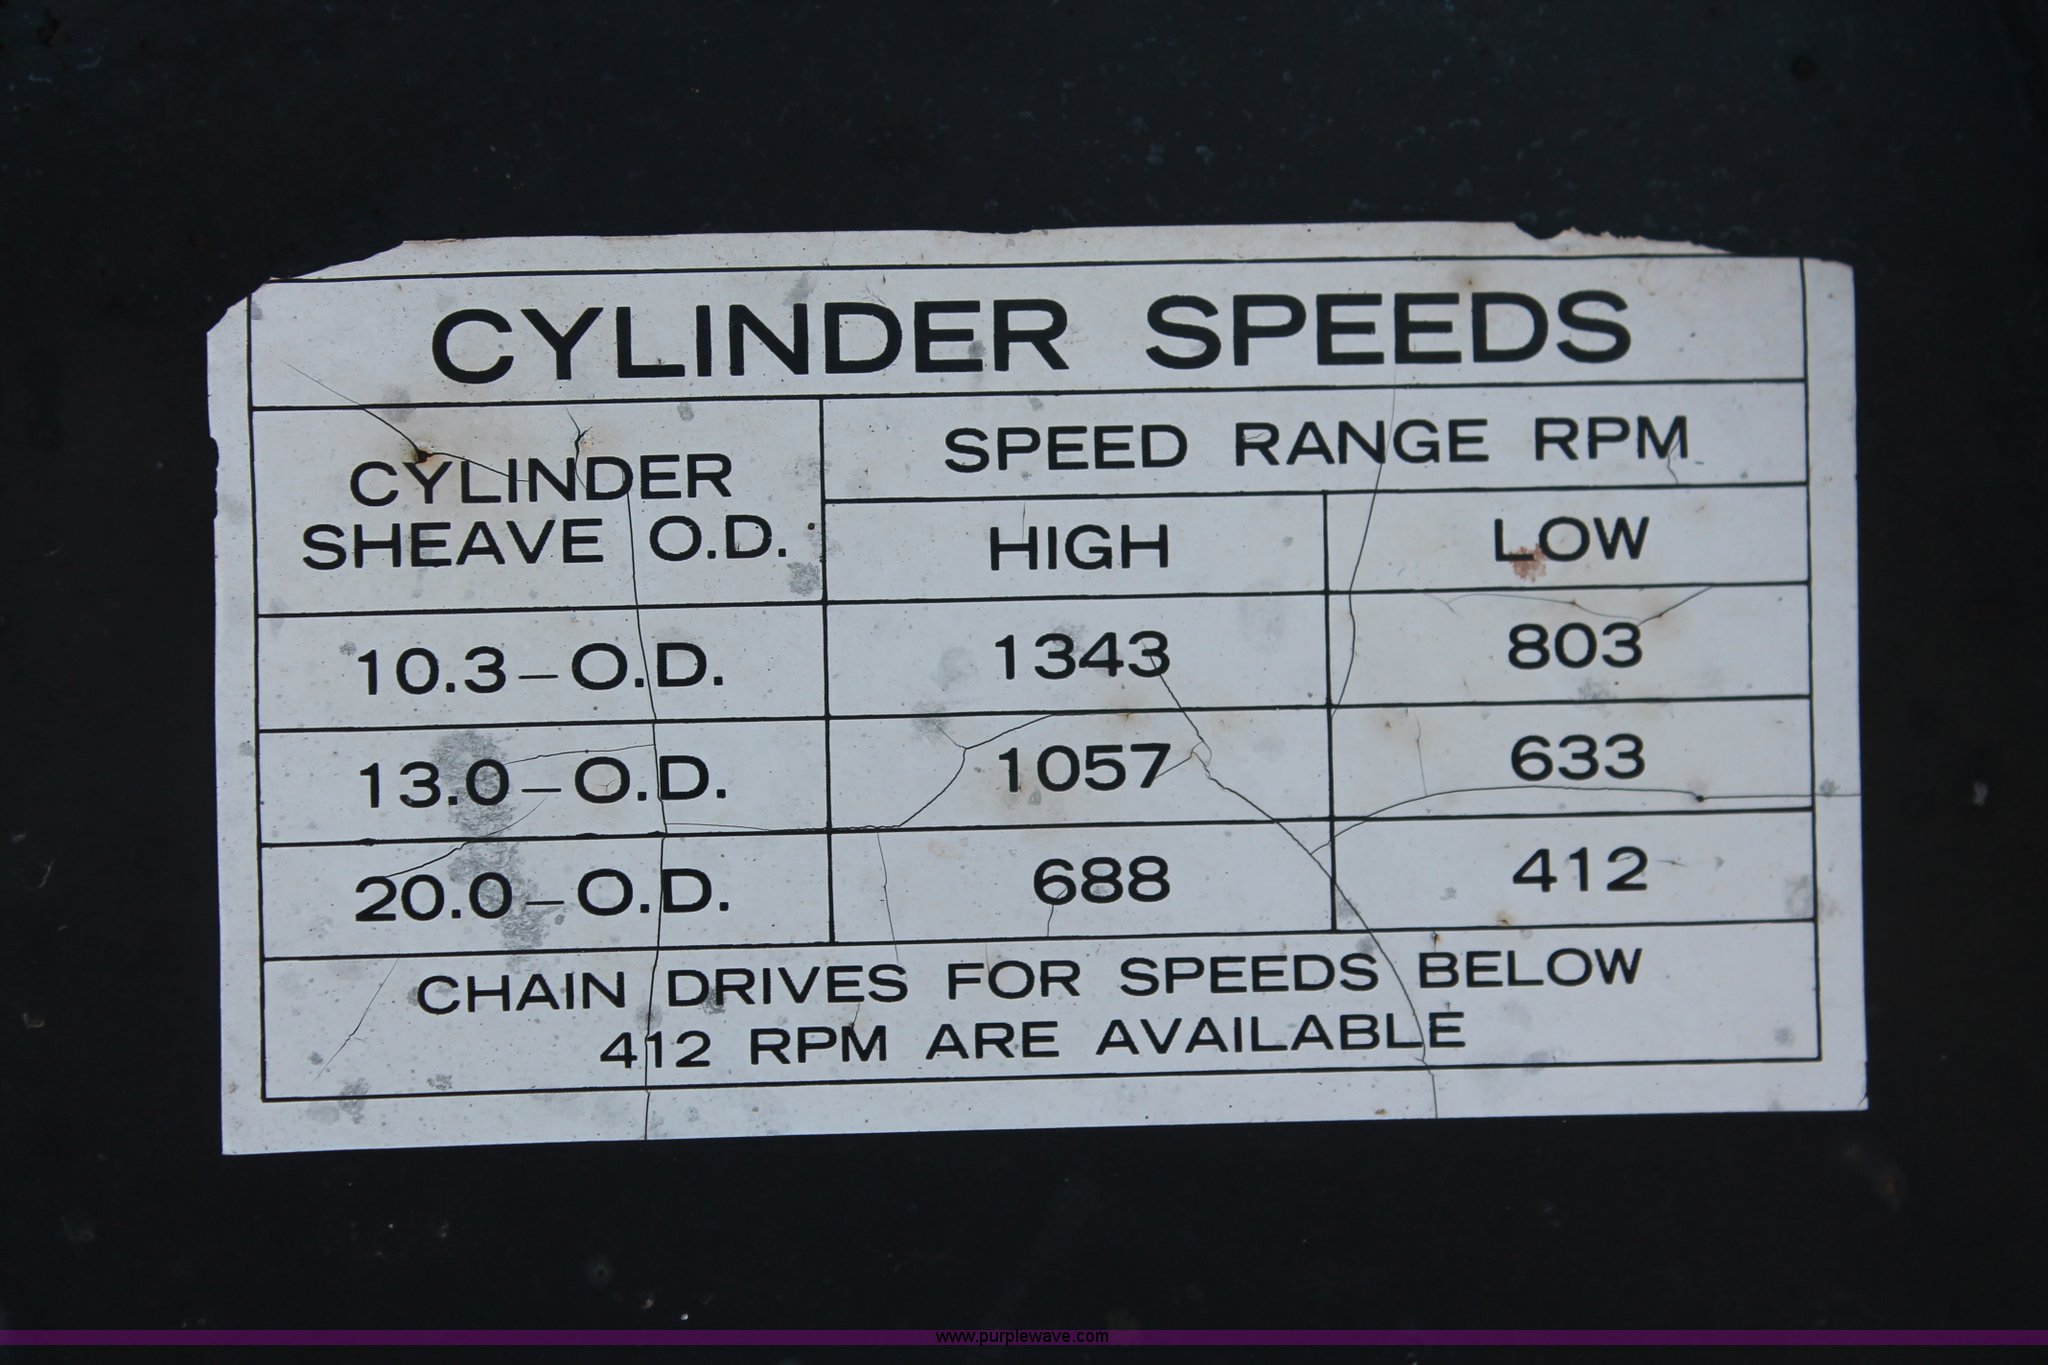 CYLINDER SPEEDS
CYLINDER
SHEAVE O.D.
SPEED RANGE RPM
HIGH LOW
10.3–O.D. 1343 803
13.0–O.D. 1057 633
20.0–O.D. 688 412
CHAIN DRIVES FOR SPEEDS BELOW
412 RPM ARE AVAILABLE
www.purplewave.com